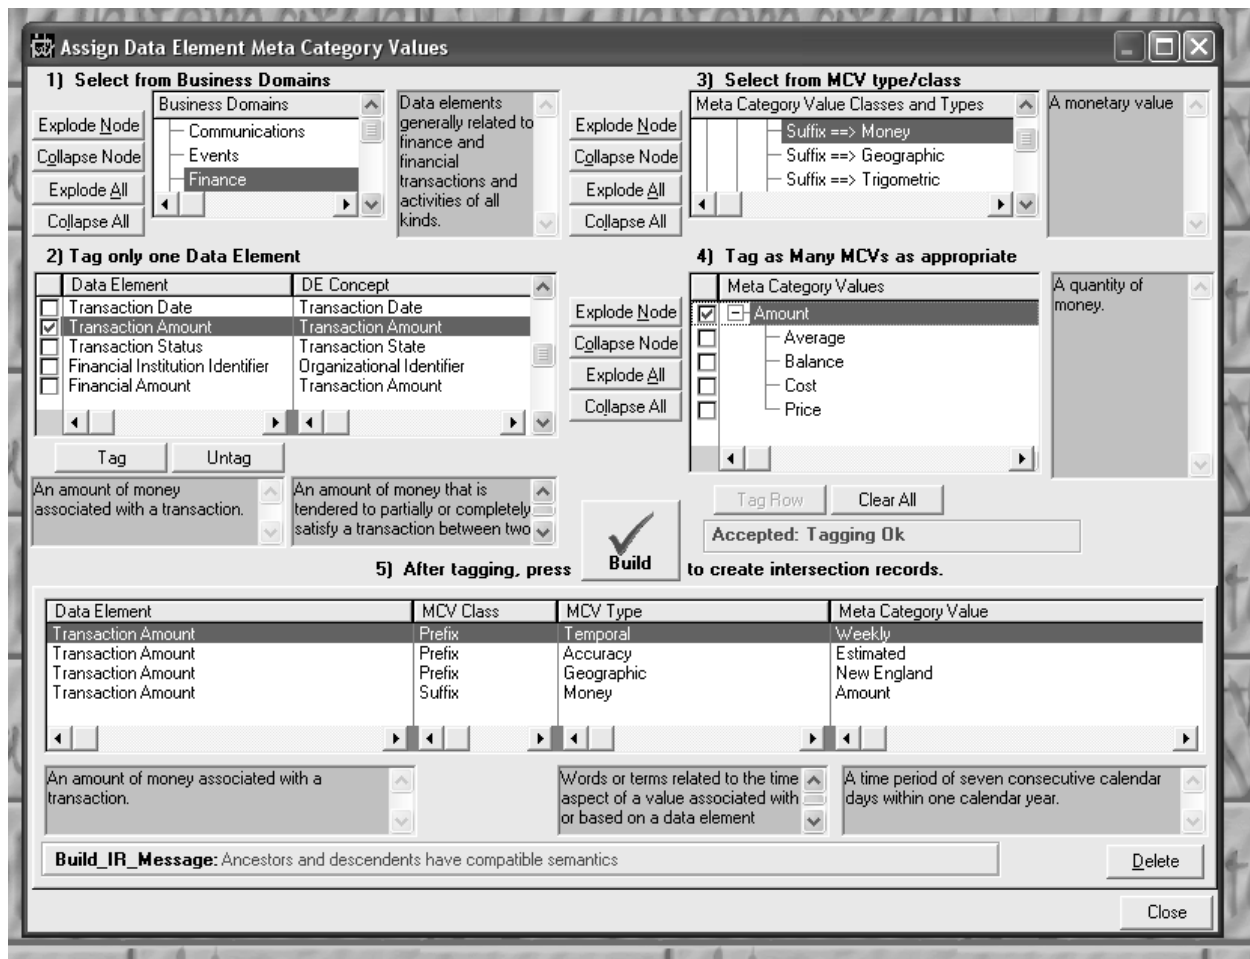 Assign Data Element Meta Category Values
1) Select from Business Domains
Explode Node
Collapse Node
Explode All
Collapse All
Business Domains
Communications
Events
Finance
Data elements
generally related to
finance and
financial
transactions and
activities of all
kinds.
3) Select from MCV type/class
Explode Node
Collapse Node
Explode All
Collapse All
Meta Category Value Classes and Types
Suffix ==> Money
Suffix ==> Geographic
Suffix ==> Trigometric
A monetary value
2) Tag only one Data Element
Data Element DE Concept
Transaction Date Transaction Date
Transaction Amount Transaction Amount
Transaction Status Transaction State
Financial Institution Identifier Organizational Identifier
Financial Amount Transaction Amount
Tag Untag
An amount of money
associated with a transaction.
An amount of money that is
tendered to partially or completely
satisfy a transaction between two
4) Tag as Many MCVs as appropriate
Explode Node
Collapse Node
Explode All
Collapse All
Meta Category Values
Amount
Average
Balance
Cost
Price
A quantity of
money.
Tag Row Clear All
Accepted: Tagging Ok
5) After tagging, press Build to create intersection records.
Data Element MCV Class MCV Type Meta Category Value
Transaction Amount Prefix Temporal Weekly
Transaction Amount Prefix Accuracy Estimated
Transaction Amount Prefix Geographic New England
Transaction Amount Suffix Money Amount
An amount of money associated with a
transaction.
Words or terms related to the time
aspect of a value associated with
or based on a data element
A time period of seven consecutive calendar
days within one calendar year.
Build_IR_Message: Ancestors and descendents have compatible semantics
Delete
Close